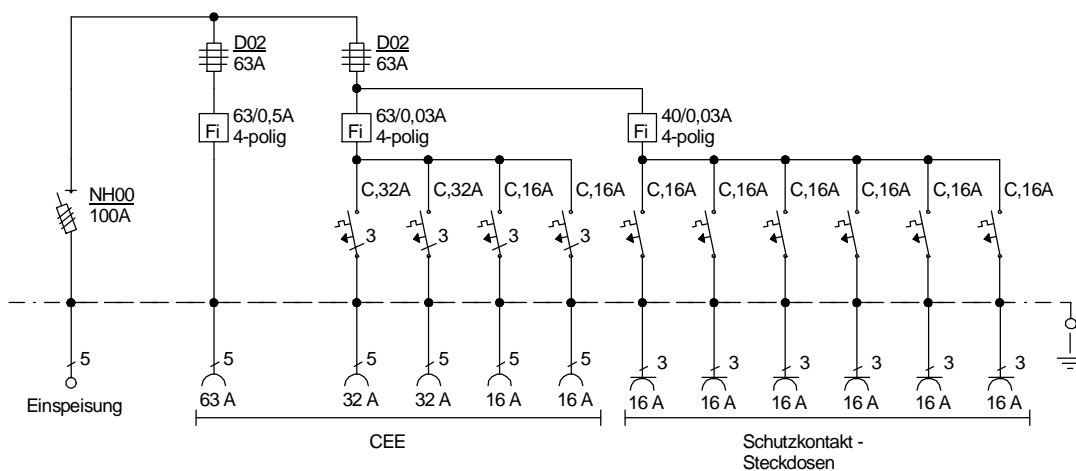 D02
63A
D02
63A
63/0,5A
4-polig
Fi
63/0,03A
4-polig
Fi
40/0,03A
4-polig
Fi
NH00
100A
C,32A
C,32A
C,16A
C,16A
C,16A
C,16A
C,16A
C,16A
C,16A
C,16A
3
3
3
3
5
5
5
5
5
5
3
3
3
3
3
3
63 A
32 A
32 A
16 A
16 A
16 A
16 A
16 A
16 A
16 A
16 A
Einspeisung
CEE
Schutzkontakt -
Steckdosen